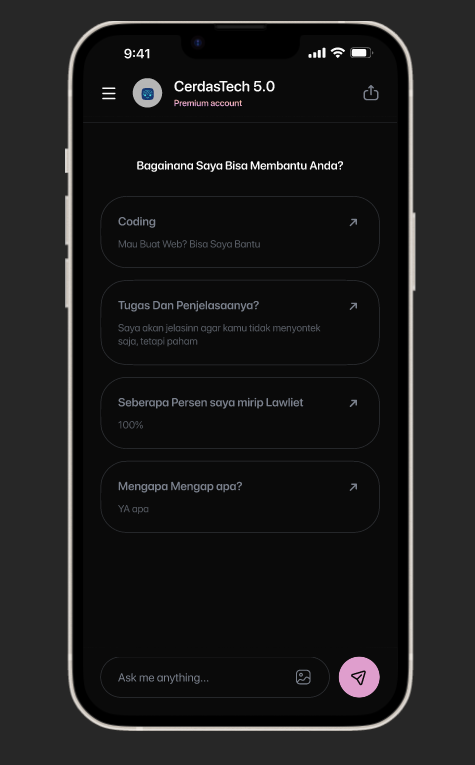 9:41
CerdasTech 5.0
Premium account
Bagainana Saya Bisa Membantu Anda?
Coding
Mau Buat Web? Bisa Saya Bantu
Tugas Dan Penjelasaanya?
Saya akan jelasinn agar kamu tidak menyontek
saja, tetapi paham
Seberapa Persen saya mirip Lawliet
100%
Mengapa Mengap apa?
YA apa
Ask me anything...